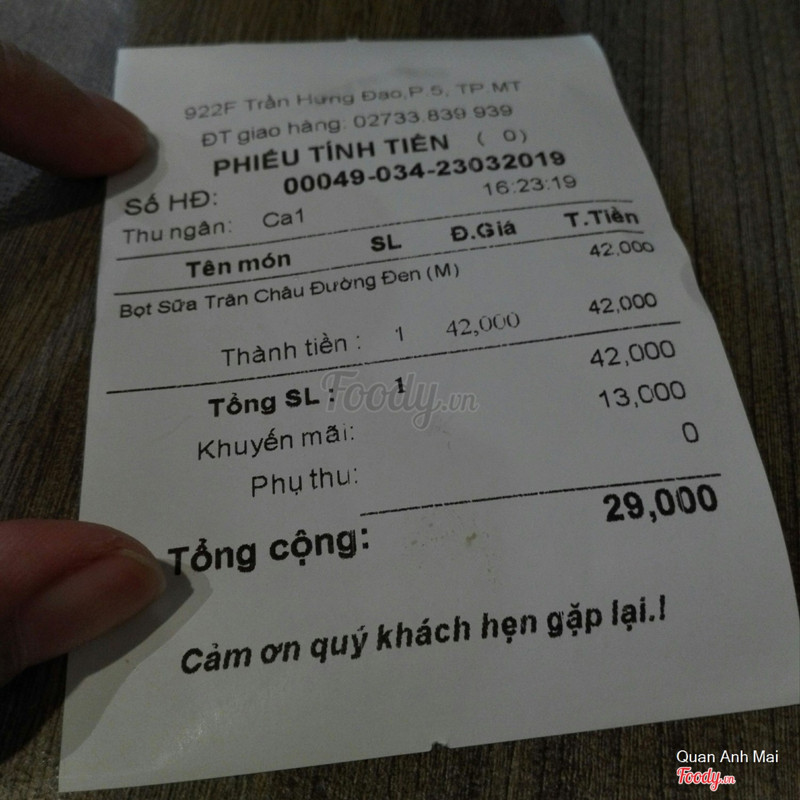 922F Trần Hưng Đạo,P.5, TP.MT
ĐT giao hàng: 02733.839 939
PHIẾU TÍNH TIỀN ( 0)
Số HĐ: 00049-034-23032019
Thu ngân: Ca1 16:23:19
Tên món SL Đ.Giá T.Tiền
Bọt Sữa Trân Châu Đường Đen (M) 42,000
Thành tiền : 1 42,000 42,000
Tổng SL : 1 42,000
Khuyến mãi: 13,000
Phụ thu: 0
Tổng cộng: 29,000
Cảm ơn quý khách hẹn gặp lại.!
Foody.vn
Quan Anh Mai
Foody.vn